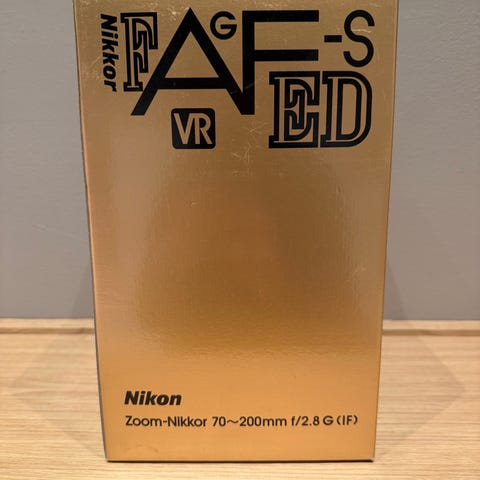 Nikkor
F AF-S
G
VR
ED
Nikon
Zoom-Nikkor 70~200mm f/2.8 G (IF)